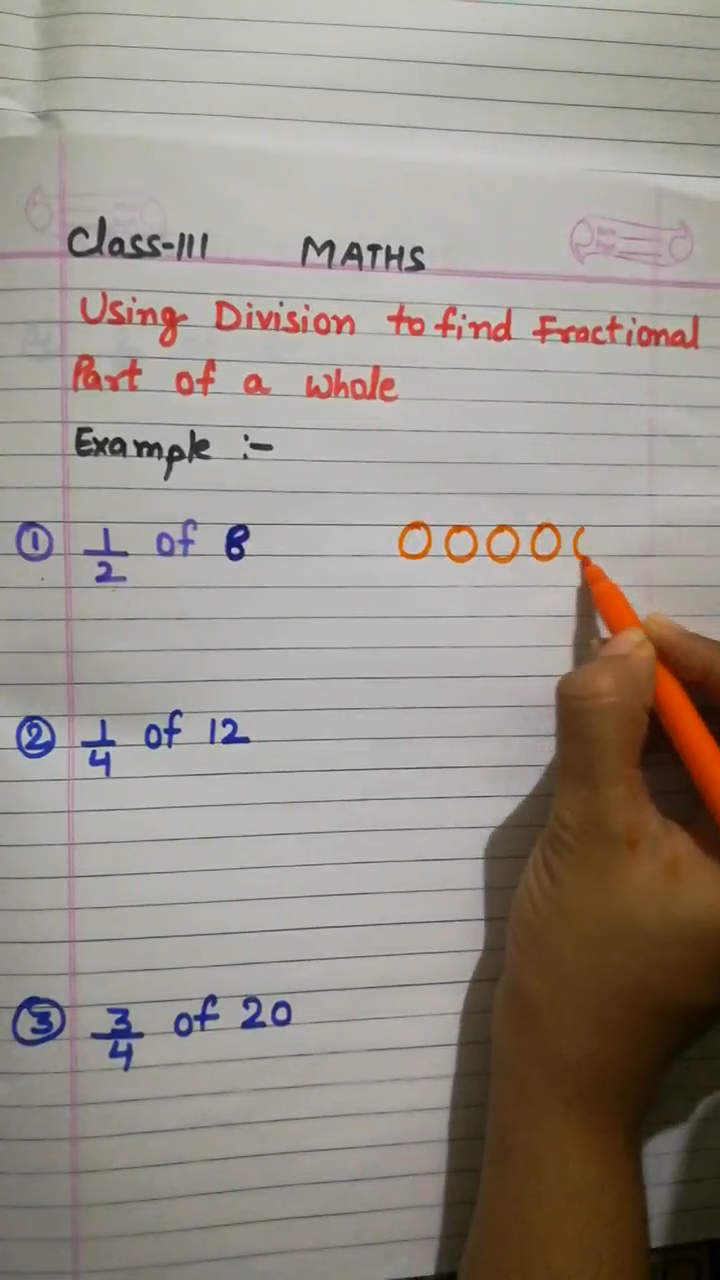 Class-III MATHS
Using Division to find Fractional
Part of a whole
Example :-
① 1/2 of 8
② 1/4 of 12
③ 3/4 of 20